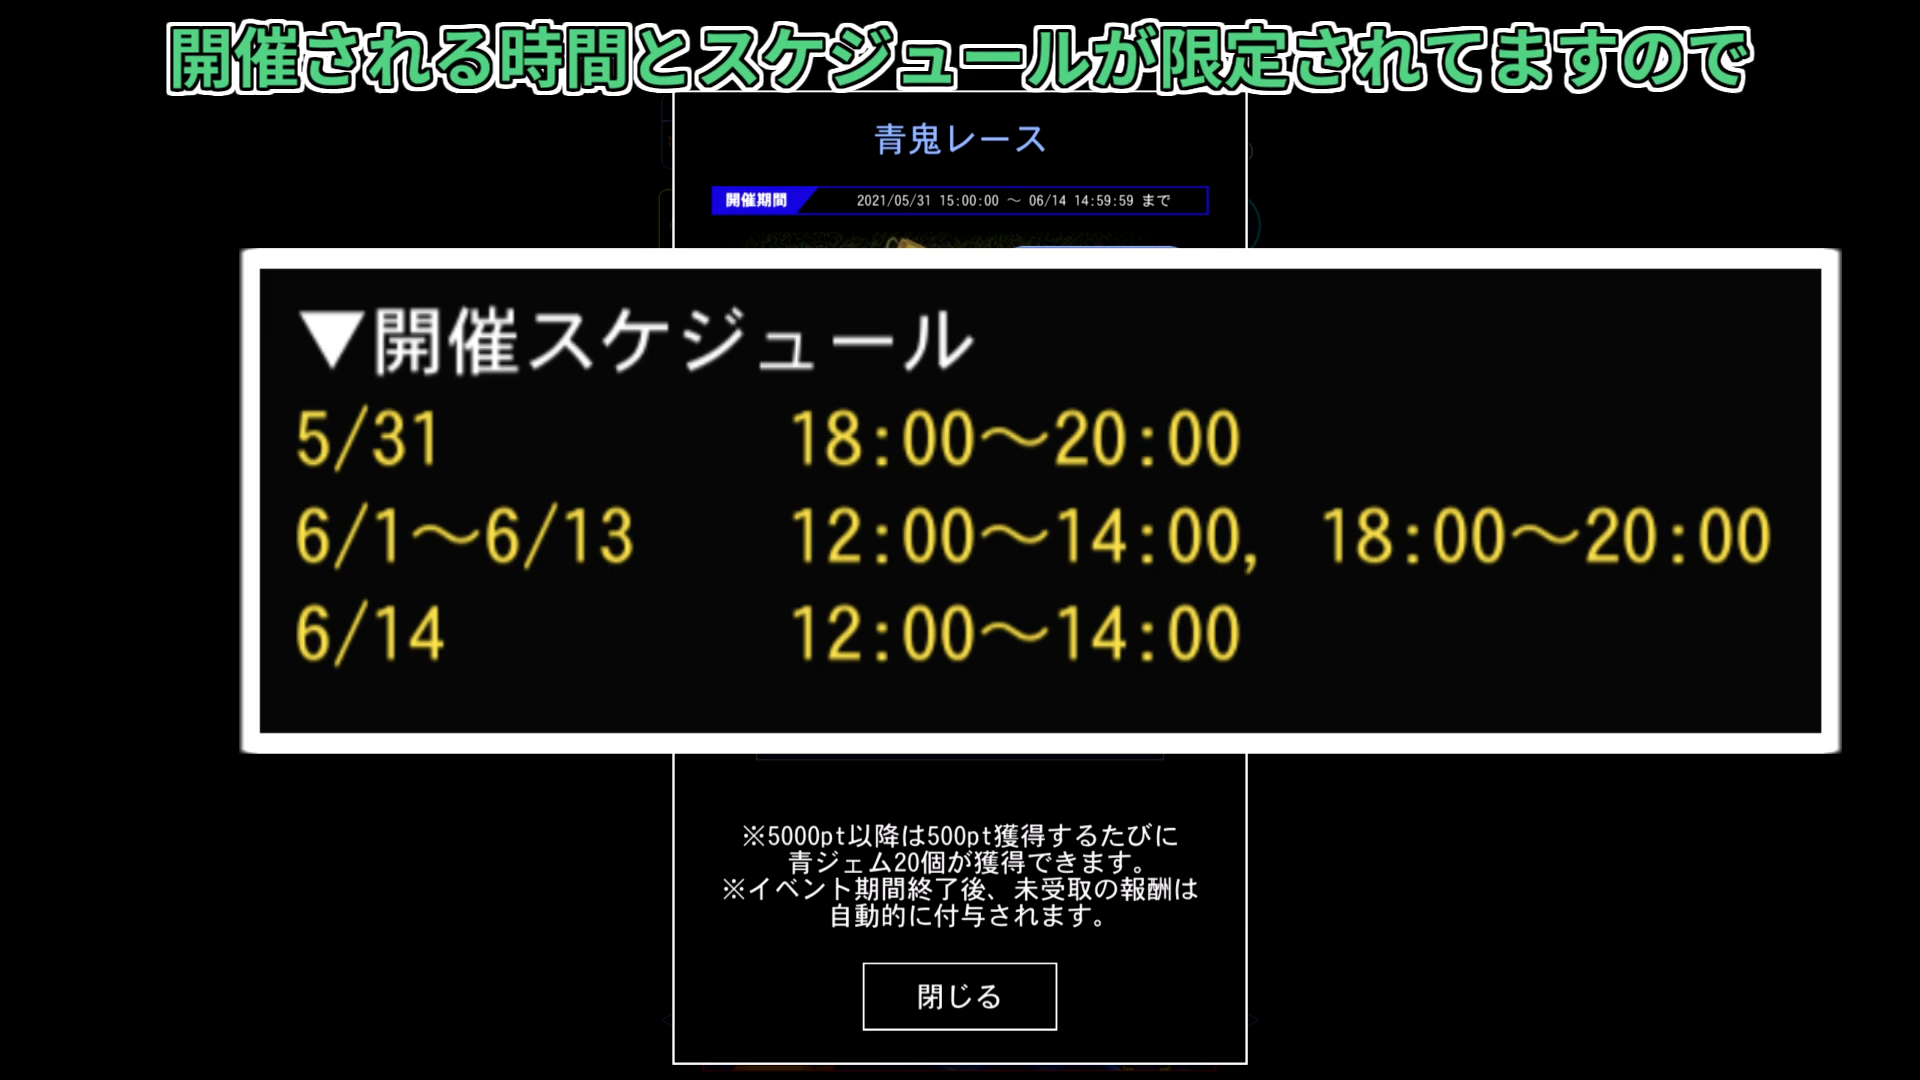 開催される時間とスケジュールが限定されてますので
青鬼レース
開催期間 2021/05/31 15:00:00 ～ 06/14 14:59:59 まで
▼開催スケジュール
5/31 18:00～20:00
6/1～6/13 12:00～14:00, 18:00～20:00
6/14 12:00～14:00
※5000pt以降は500pt獲得するたびに
青ジェム20個が獲得できます。
※イベント期間終了後、未受取の報酬は
自動的に付与されます。
閉じる